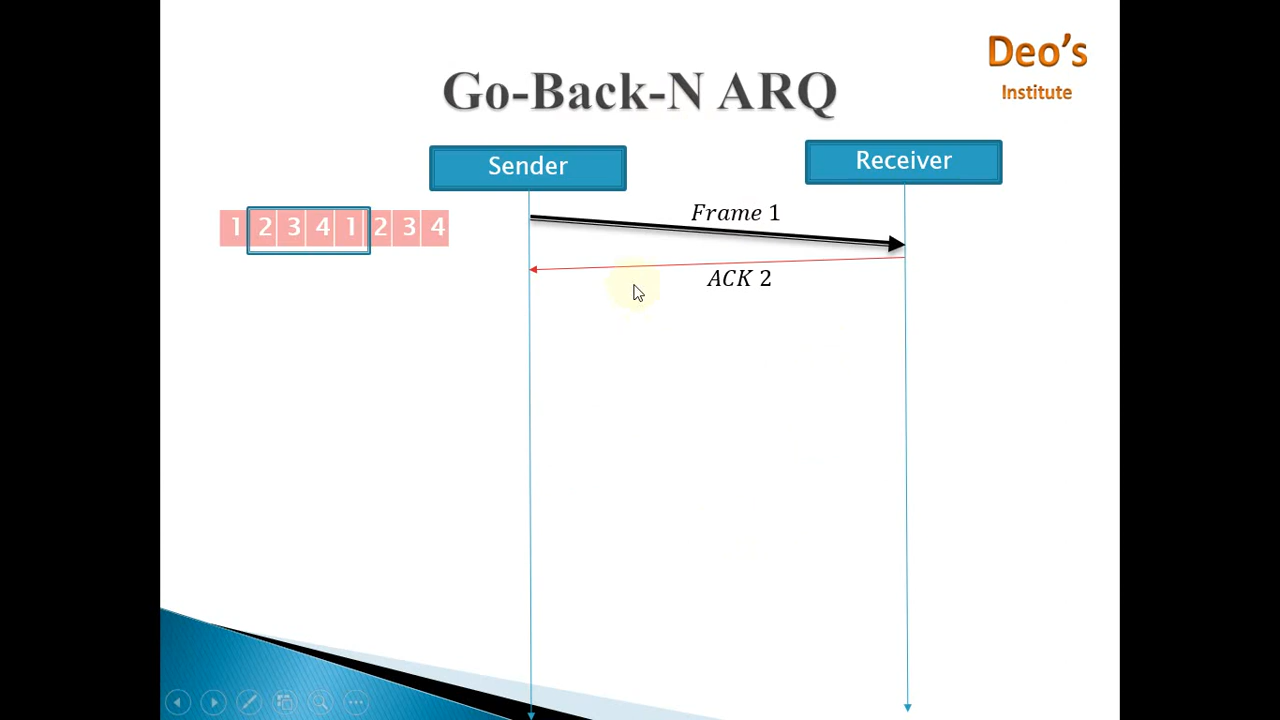 Deo's
Institute
Go-Back-N ARQ
Sender
Receiver
1 2 3 4 1 2 3 4
Frame 1
ACK 2